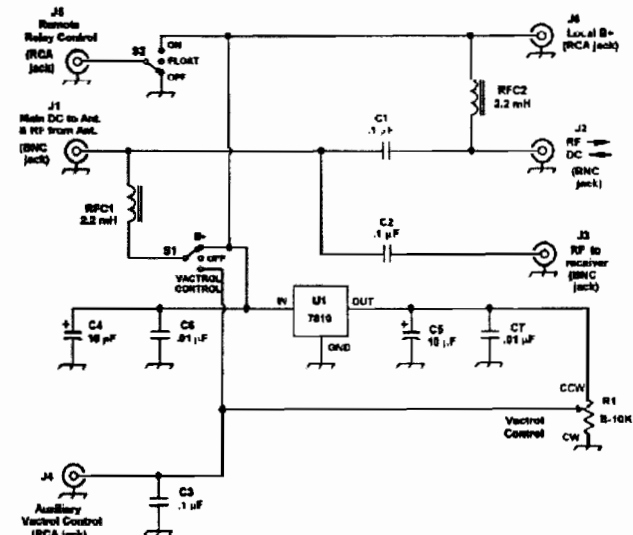 J5
Remote
Relay Control
(RCA
jack)
S2
ON
FLOAT
OFF
J6
Local B+
(RCA jack)
RFC2
2.2 mH
J1
Main DC to Ant.
& RF from Ant.
(BNC
jack)
C1
.1 µF
J2
RF
DC
(BNC
jack)
RFC1
2.2 mH
S1
B+
OFF
VACTROL
CONTROL
C2
.1 µF
J3
RF to
receiver
(BNC
jack)
IN
U1
7810
OUT
GND
C4
10 µF
C6
.01 µF
C5
10 µF
C7
.01 µF
CCW
R1
B-10K
CW
Vactrol
Control
J4
Auxiliary
Vactrol Control
(RCA jack)
C3
.1 µF